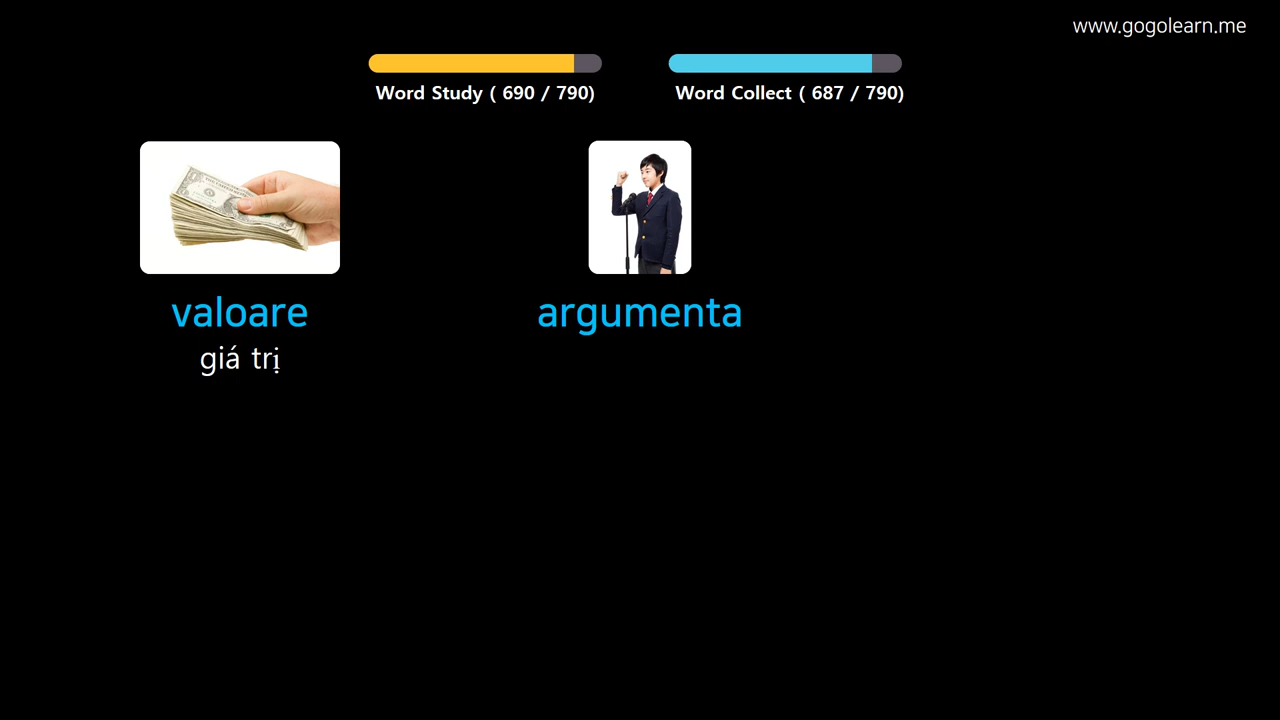 www.gogolearn.me
Word Study ( 690 / 790)
Word Collect ( 687 / 790)
valoare
giá trị
argumenta